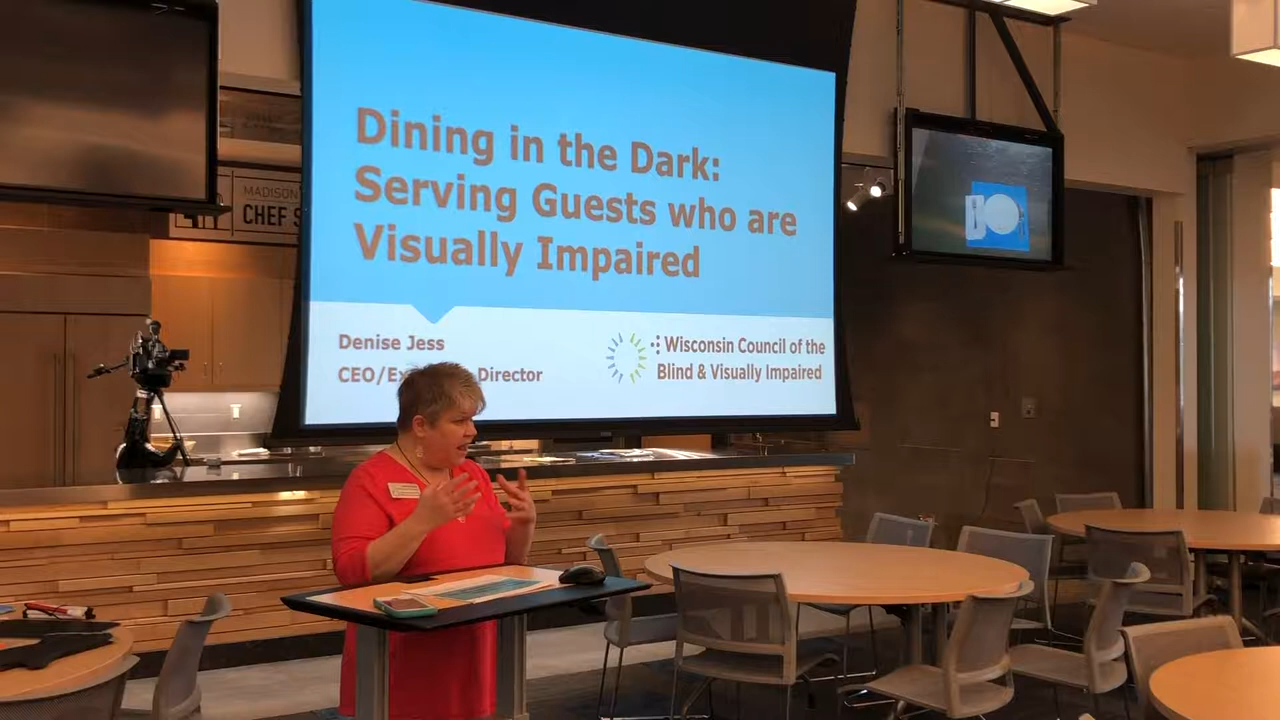 Dining in the Dark:
Serving Guests who are
Visually Impaired
Denise Jess
CEO/Ex Director
Wisconsin Council of the
Blind & Visually Impaired
MADISON
CHEF S